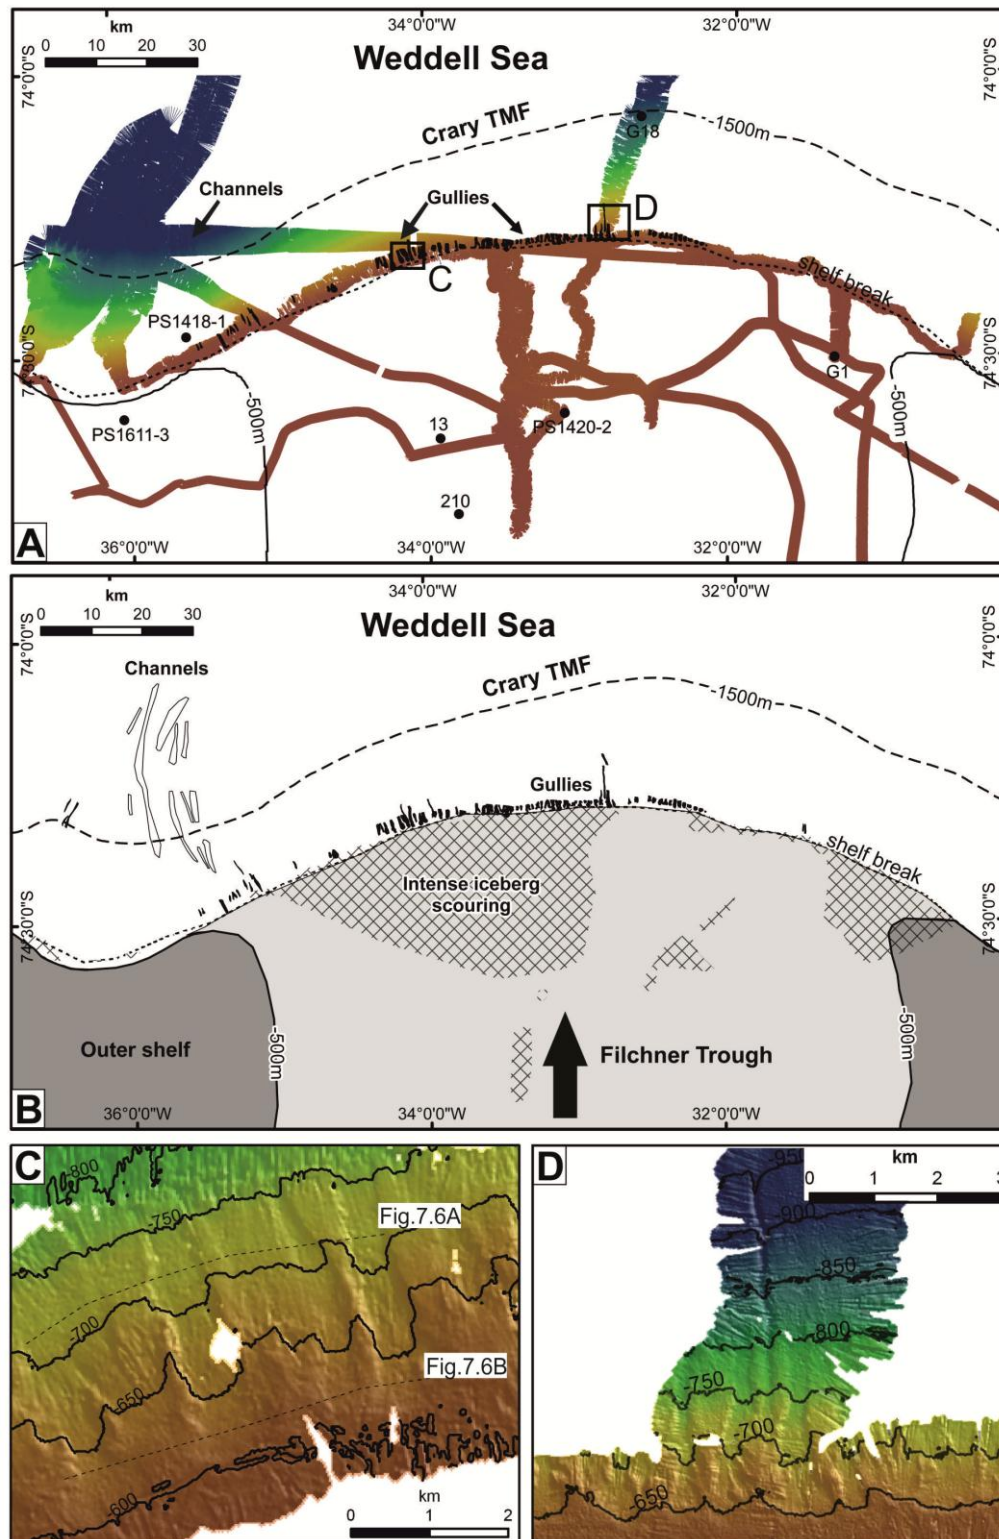 34°0'0"W
32°0'0"W
km
0 10 20 30
Weddell Sea
74°0'0"S
74°0'0"S
Crary TMF
-1500m
G18
Channels
Gullies
D
C
shelf break
PS1418-1
74°30'0"S
74°30'0"S
G1
-500m
-500m
PS1611-3
13
PS1420-2
210
A
36°0'0"W
34°0'0"W
32°0'0"W
34°0'0"W
32°0'0"W
km
0 10 20 30
Weddell Sea
74°0'0"S
74°0'0"S
Channels
Crary TMF
-1500m
Gullies
shelf break
Intense iceberg
scouring
74°30'0"S
74°30'0"S
Outer shelf
-500m
Filchner Trough
-500m
B
36°0'0"W
34°0'0"W
32°0'0"W
C
-800
-750
Fig.7.6A
-700
-650
Fig.7.6B
-600
km
0 1 2
D
-950
km
0 1 2 3
-900
-850
-800
-750
-700
-650